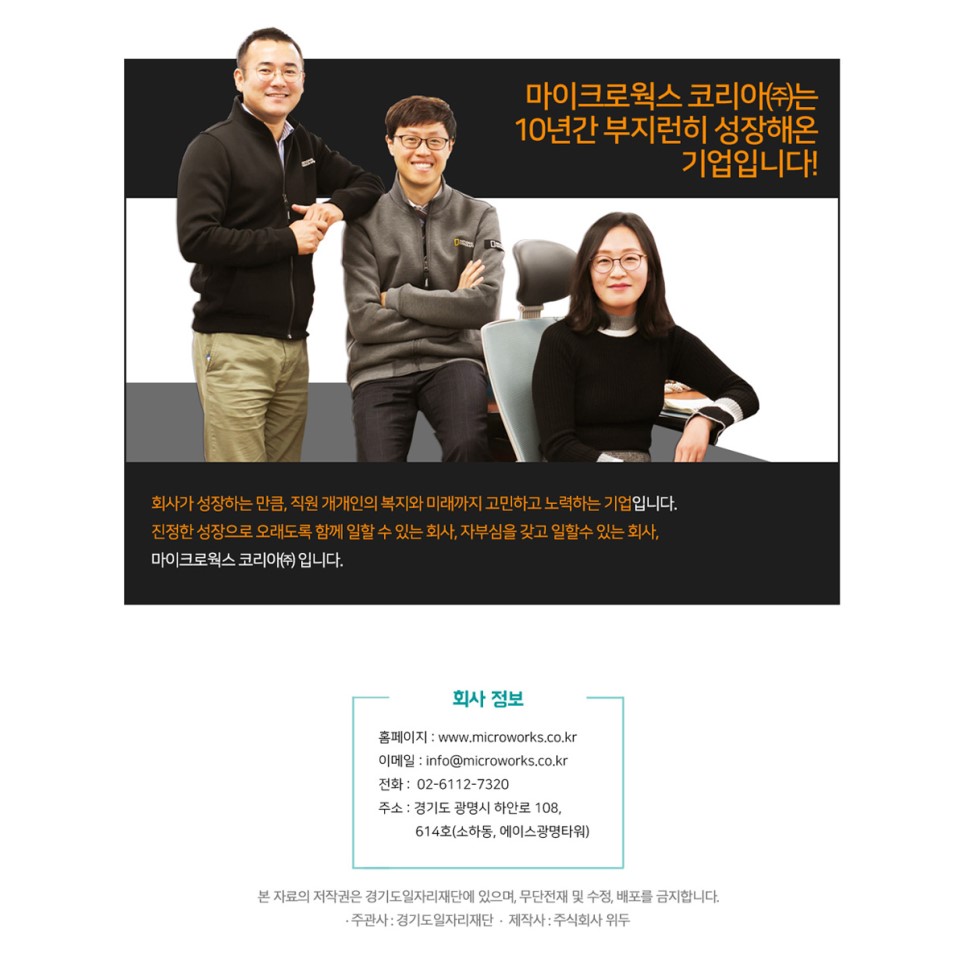 마이크로웍스 코리아㈜는
10년간 부지런히 성장해온
기업입니다!
회사가 성장하는 만큼, 직원 개개인의 복지와 미래까지 고민하고 노력하는 기업입니다.
진정한 성장으로 오래도록 함께 일할 수 있는 회사, 자부심을 갖고 일할수 있는 회사,
마이크로웍스 코리아㈜ 입니다.
회사 정보
홈페이지 : www.microworks.co.kr
이메일 : info@microworks.co.kr
전화 : 02-6112-7320
주소 : 경기도 광명시 하안로 108,
614호(소하동, 에이스광명타워)
본 자료의 저작권은 경기도일자리재단에 있으며, 무단전재 및 수정, 배포를 금지합니다.
· 주관사 : 경기도일자리재단 · 제작사 : 주식회사 위두